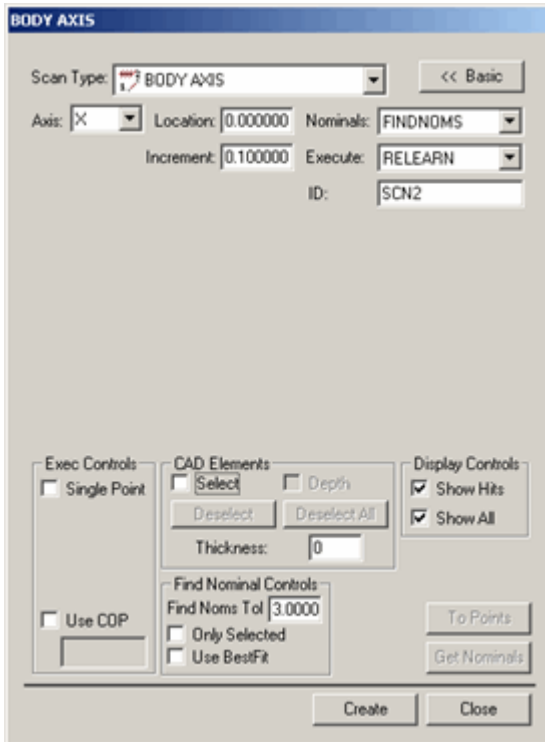 BODY AXIS
Scan Type: BODY AXIS << Basic
Axis: X Location: 0.000000 Nominals: FINDNOMS
Increment: 0.100000 Execute: RELEARN
ID: SCN2
Exec Controls CAD Elements Display Controls
Single Point Select Depth Show Hits
Deselect Deselect All Show All
Thickness: 0
Find Nominal Controls
Find Noms Tol 3.0000
Use COP Only Selected To Points
Use BestFit Get Nominals
Create Close